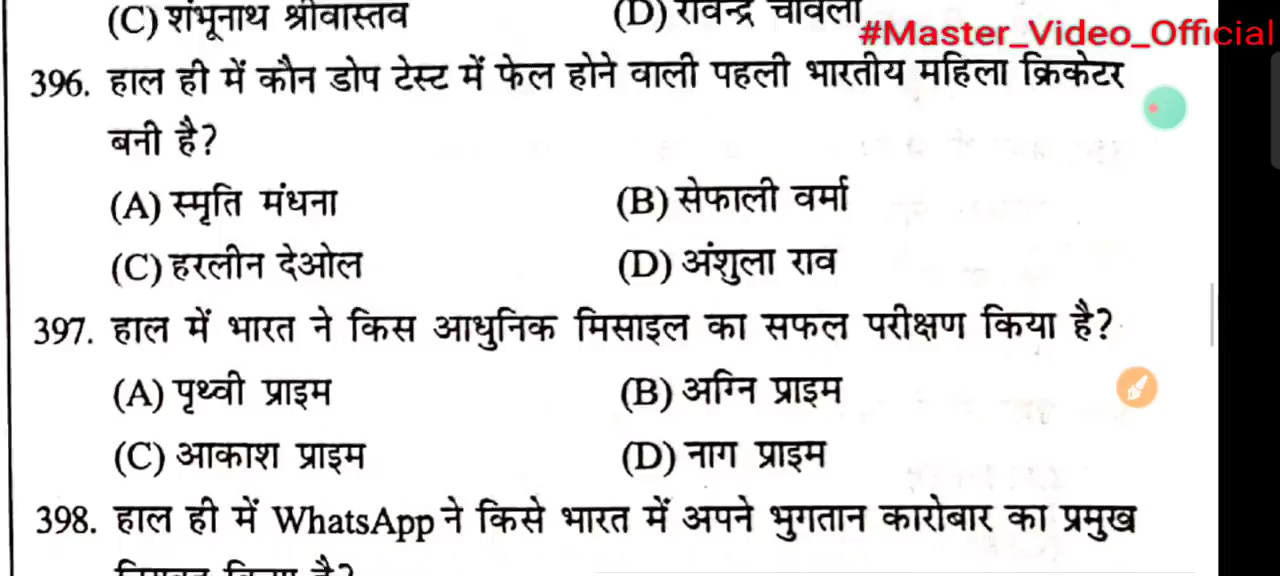 (C) शंभूनाथ श्रीवास्तव (D) रविन्द्र चावला
#Master_Video_Official
396. हाल ही में कौन डोप टेस्ट में फेल होने वाली पहली भारतीय महिला क्रिकेटर
बनी है?
(A) स्मृति मंधना (B) सेफाली वर्मा
(C) हरलीन देओल (D) अंशुला राव
397. हाल में भारत ने किस आधुनिक मिसाइल का सफल परीक्षण किया है?
(A) पृथ्वी प्राइम (B) अग्नि प्राइम
(C) आकाश प्राइम (D) नाग प्राइम
398. हाल ही में WhatsApp ने किसे भारत में अपने भुगतान कारोबार का प्रमुख